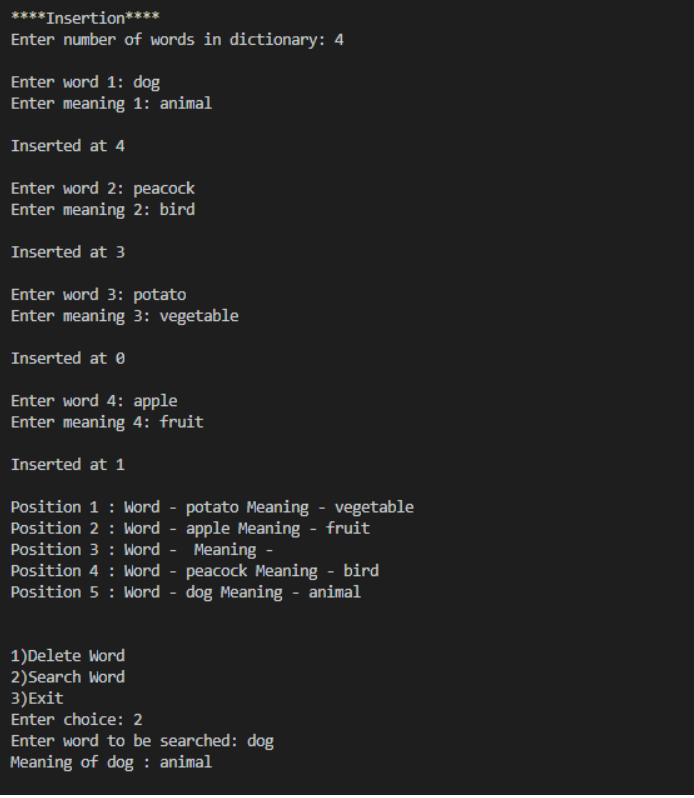 ****Insertion****
Enter number of words in dictionary: 4
Enter word 1: dog
Enter meaning 1: animal
Inserted at 4
Enter word 2: peacock
Enter meaning 2: bird
Inserted at 3
Enter word 3: potato
Enter meaning 3: vegetable
Inserted at 0
Enter word 4: apple
Enter meaning 4: fruit
Inserted at 1
Position 1 : Word - potato Meaning - vegetable
Position 2 : Word - apple Meaning - fruit
Position 3 : Word -  Meaning -
Position 4 : Word - peacock Meaning - bird
Position 5 : Word - dog Meaning - animal
1)Delete Word
2)Search Word
3)Exit
Enter choice: 2
Enter word to be searched: dog
Meaning of dog : animal